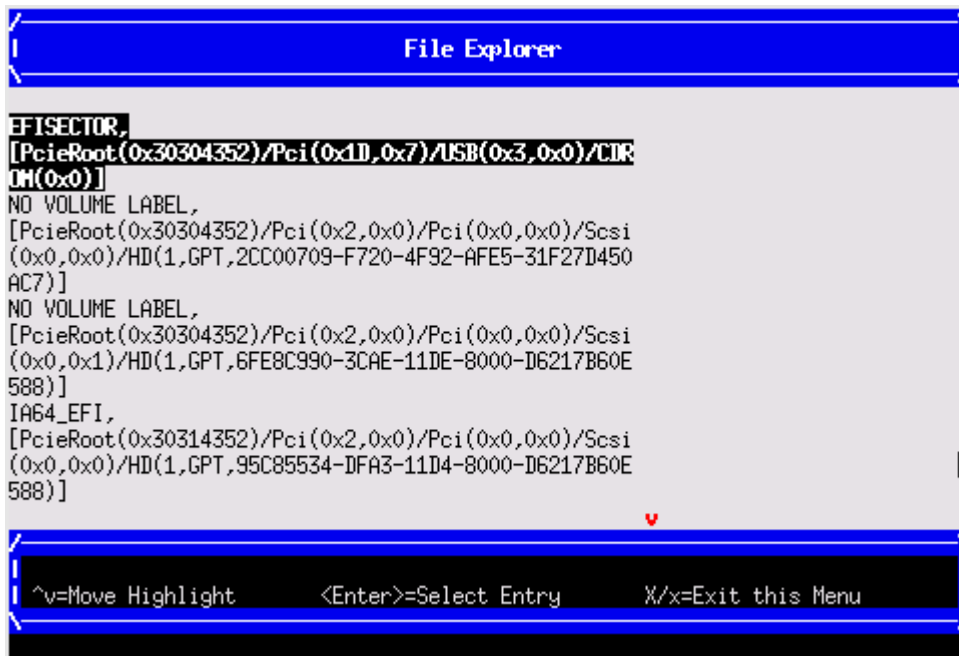 File Explorer
EFISECTOR,
[PcieRoot(0x30304352)/Pci(0x1D,0x7)/USB(0x3,0x0)/CDR
OM(0x0)]
NO VOLUME LABEL,
[PcieRoot(0x30304352)/Pci(0x2,0x0)/Pci(0x0,0x0)/Scsi
(0x0,0x0)/HD(1,GPT,2CC00709-F720-4F92-AFE5-31F27D450
AC7)]
NO VOLUME LABEL,
[PcieRoot(0x30304352)/Pci(0x2,0x0)/Pci(0x0,0x0)/Scsi
(0x0,0x1)/HD(1,GPT,6FE8C990-3CAE-11DE-8000-D6217B60E
588)]
IA64_EFI,
[PcieRoot(0x30314352)/Pci(0x2,0x0)/Pci(0x0,0x0)/Scsi
(0x0,0x0)/HD(1,GPT,95C85534-DFA3-11D4-8000-D6217B60E
588)]
v
^v=Move Highlight <Enter>=Select Entry X/x=Exit this Menu